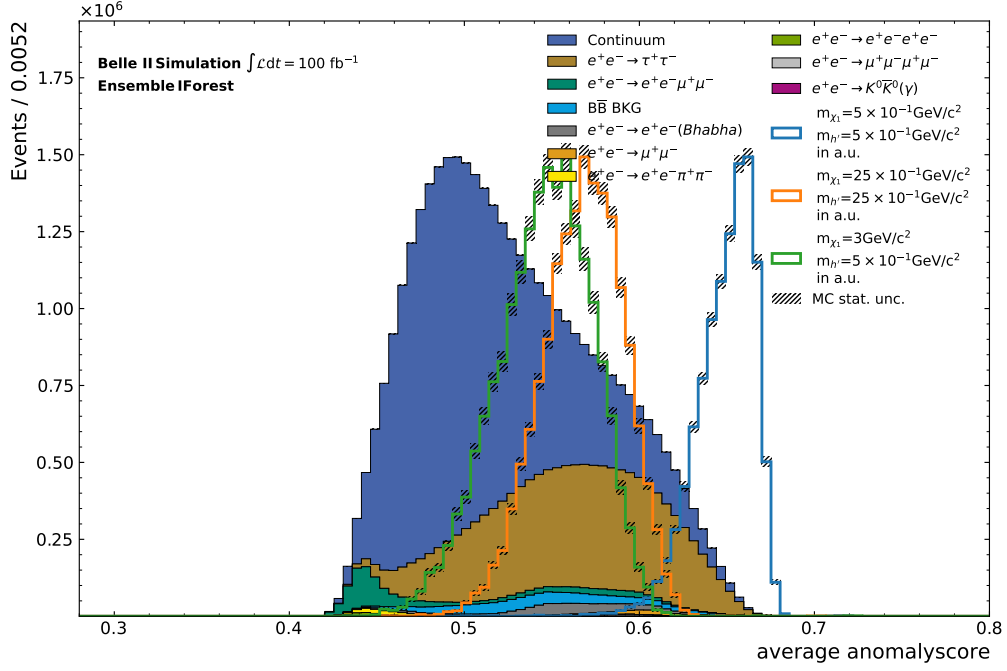 ×10⁶
Events / 0.0052
1.75
1.50
1.25
1.00
0.75
0.50
0.25
Belle II Simulation ∫ℒdt = 100 fb⁻¹
Ensemble IForest
Continuum
e⁺e⁻→τ⁺τ⁻
e⁺e⁻→e⁺e⁻μ⁺μ⁻
BB̅ BKG
e⁺e⁻→e⁺e⁻(Bhabha)
e⁺e⁻→μ⁺μ⁻
e⁺e⁻→e⁺e⁻π⁺π⁻
e⁺e⁻→e⁺e⁻e⁺e⁻
e⁺e⁻→μ⁺μ⁻μ⁺μ⁻
e⁺e⁻→K⁰K̅⁰(γ)
m_χ₁=5 × 10⁻¹GeV/c²
m_h′=5 × 10⁻¹GeV/c²
in a.u.
m_χ₁=25 × 10⁻¹GeV/c²
m_h′=25 × 10⁻¹GeV/c²
in a.u.
m_χ₁=3GeV/c²
m_h′=5 × 10⁻¹GeV/c²
in a.u.
MC stat. unc.
0.3 0.4 0.5 0.6 0.7 0.8
average anomalyscore